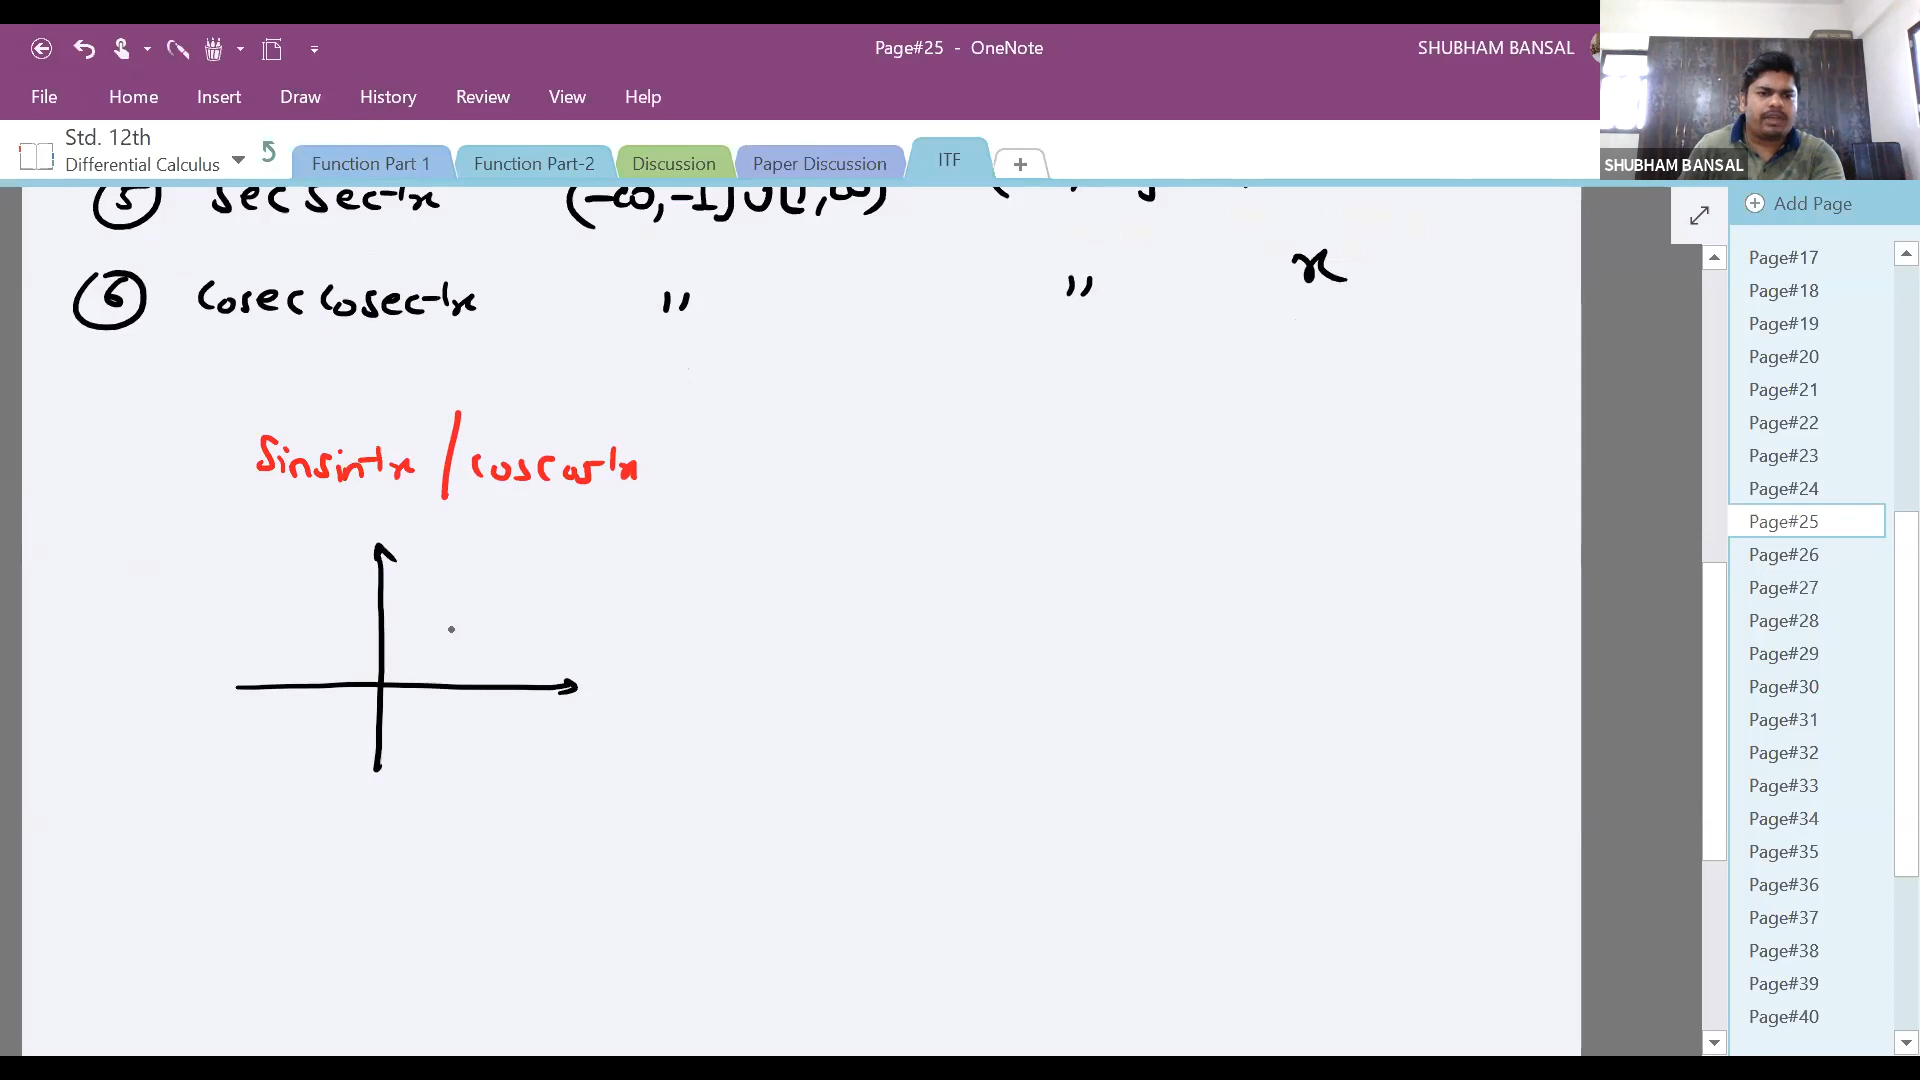 Page#25 - OneNote
SHUBHAM BANSAL
File Home Insert Draw History Review View Help
Std. 12th
Differential Calculus
Function Part 1
Function Part-2
Discussion
Paper Discussion
ITF
SHUBHAM BANSAL
Add Page
⑤ sec sec-1x (-∞,-1]∪[1,∞)
⑥ cosec cosec-1x " " x
sin sin-1x / cos cos-1x
Page#17
Page#18
Page#19
Page#20
Page#21
Page#22
Page#23
Page#24
Page#25
Page#26
Page#27
Page#28
Page#29
Page#30
Page#31
Page#32
Page#33
Page#34
Page#35
Page#36
Page#37
Page#38
Page#39
Page#40